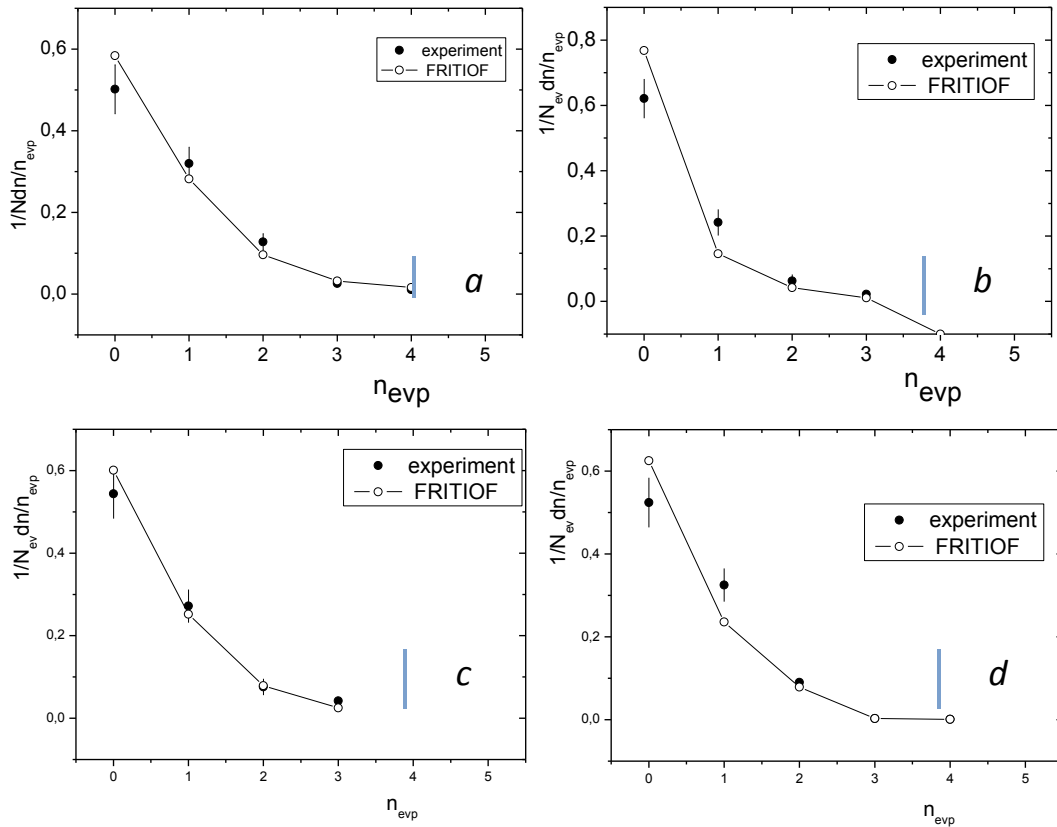 0,6
0,4
0,2
0,0
1/Ndn/n_evp
experiment
FRITIOF
a
0 1 2 3 4 5
n_evp
0,8
0,6
0,4
0,2
0,0
1/N_ev dn/n_evp
experiment
FRITIOF
b
0 1 2 3 4 5
n_evp
0,6
0,4
0,2
0,0
1/N_ev dn/n_evp
experiment
FRITIOF
c
0 1 2 3 4 5
n_evp
0,6
0,4
0,2
0,0
1/N_ev dn/n_evp
experiment
FRITIOF
d
0 1 2 3 4 5
n_evp